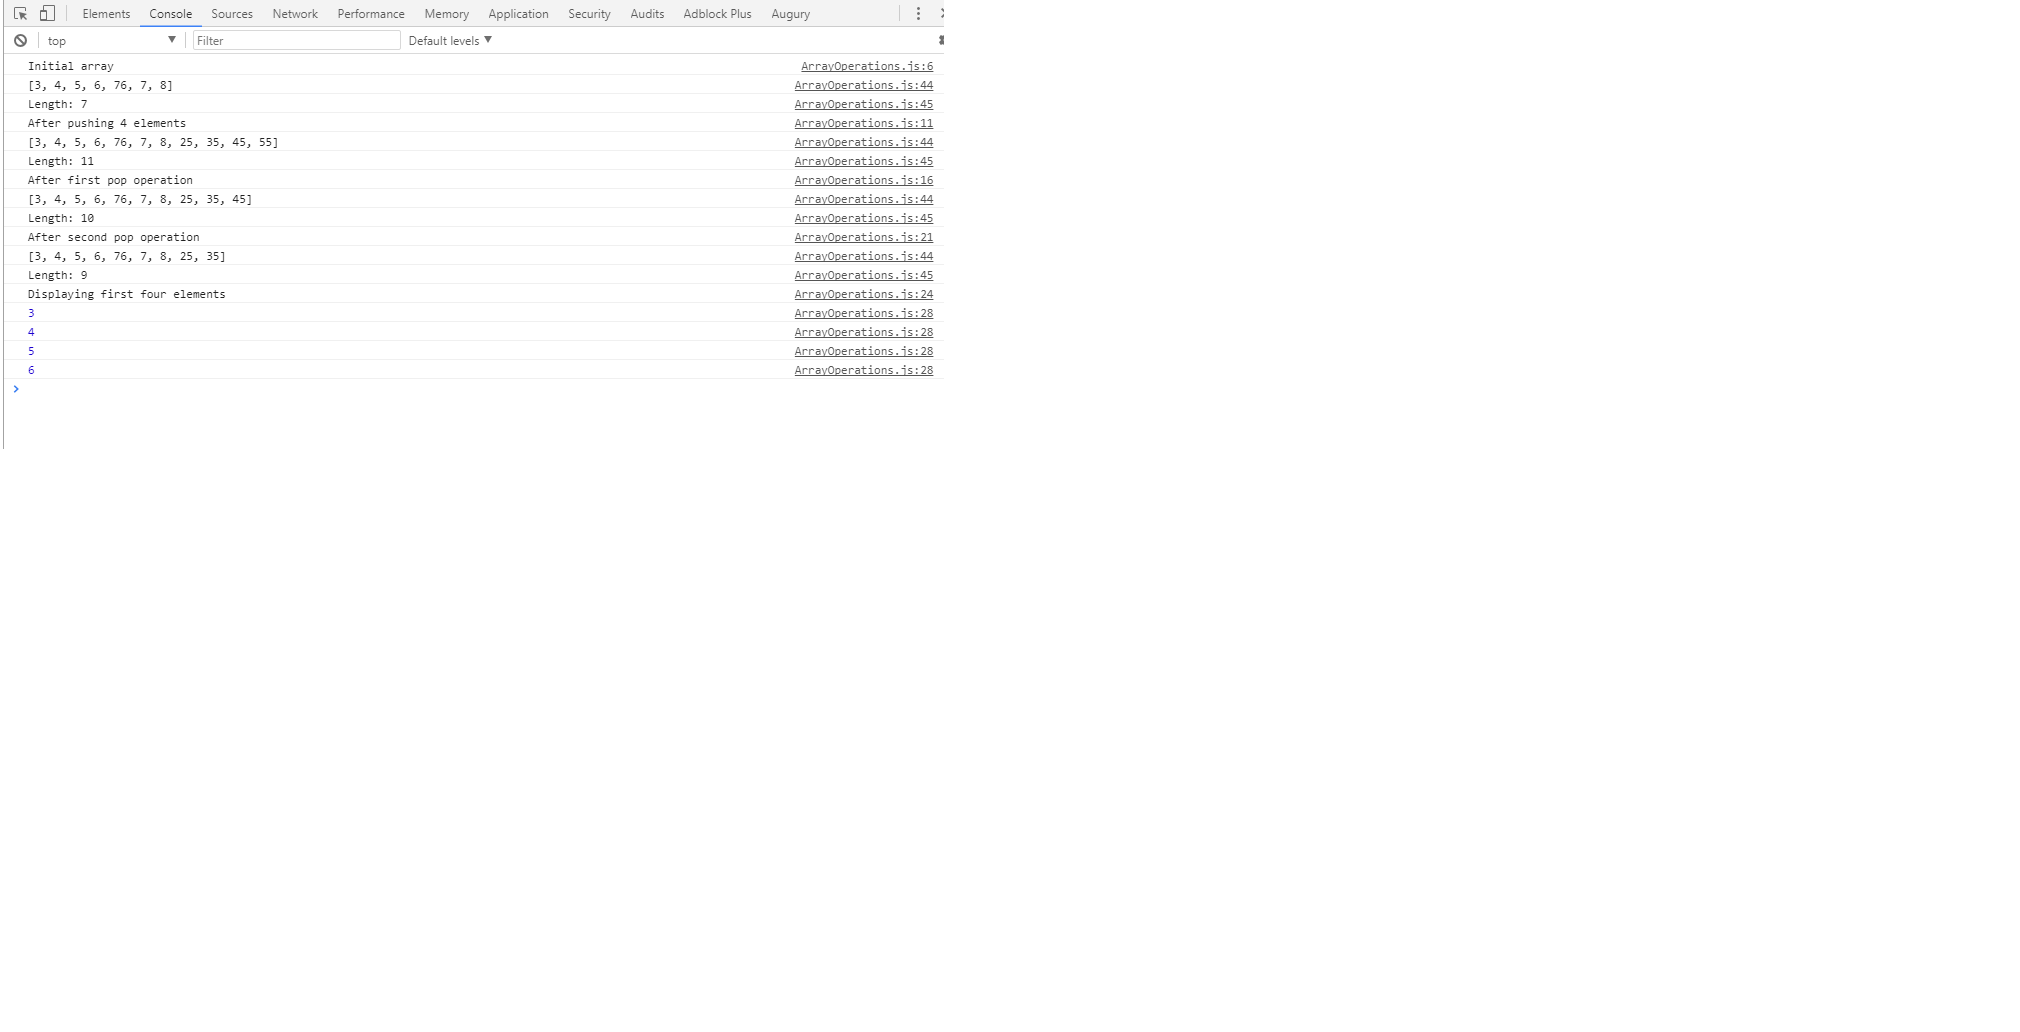 Elements Console Sources Network Performance Memory Application Security Audits Adblock Plus Augury
top Filter Default levels
Initial array ArrayOperations.js:6
[3, 4, 5, 6, 76, 7, 8] ArrayOperations.js:44
Length: 7 ArrayOperations.js:45
After pushing 4 elements ArrayOperations.js:11
[3, 4, 5, 6, 76, 7, 8, 25, 35, 45, 55] ArrayOperations.js:44
Length: 11 ArrayOperations.js:45
After first pop operation ArrayOperations.js:16
[3, 4, 5, 6, 76, 7, 8, 25, 35, 45] ArrayOperations.js:44
Length: 10 ArrayOperations.js:45
After second pop operation ArrayOperations.js:21
[3, 4, 5, 6, 76, 7, 8, 25, 35] ArrayOperations.js:44
Length: 9 ArrayOperations.js:45
Displaying first four elements ArrayOperations.js:24
3 ArrayOperations.js:28
4 ArrayOperations.js:28
5 ArrayOperations.js:28
6 ArrayOperations.js:28